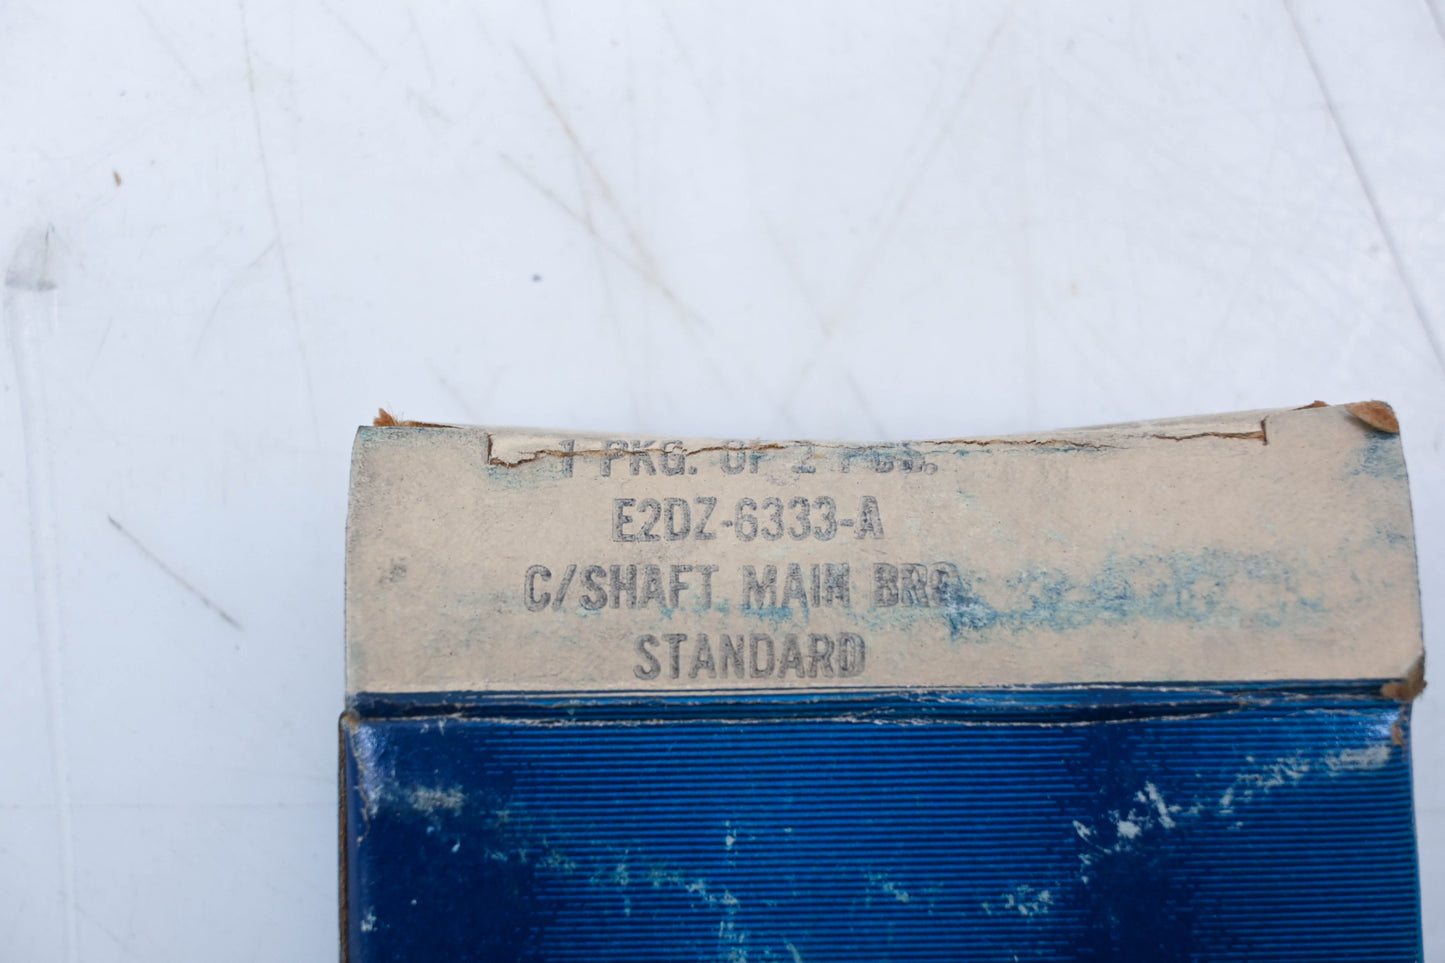 1 PKG. OF 2 PCS.
E2DZ-6333-A
C/SHAFT MAIN BRG
STANDARD